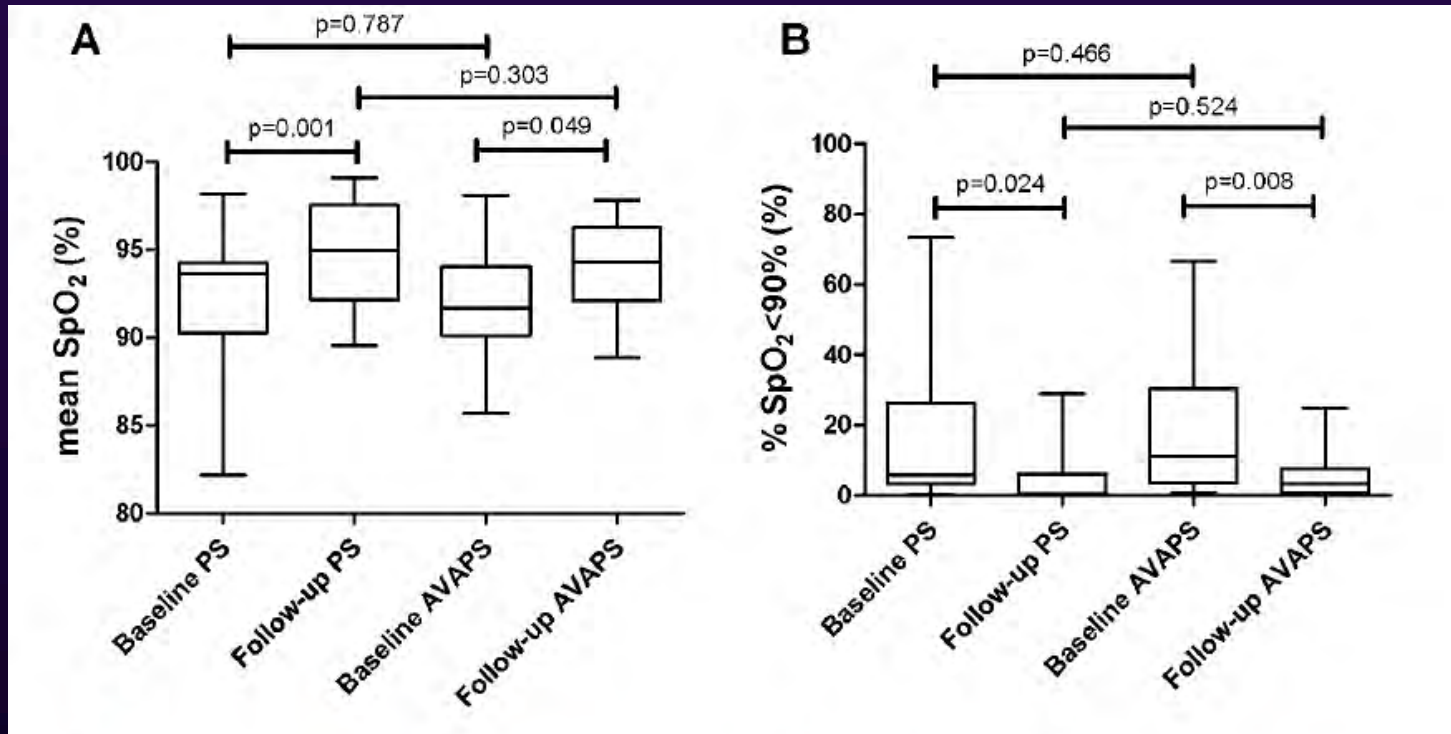 A
p=0.787
p=0.303
p=0.001
p=0.049
100
95
90
85
80
mean SpO₂ (%)
Baseline PS
Follow-up PS
Baseline AVAPS
Follow-up AVAPS
B
p=0.466
p=0.524
p=0.024
p=0.008
100
80
60
40
20
0
% SpO₂<90% (%)
Baseline PS
Follow-up PS
Baseline AVAPS
Follow-up AVAPS